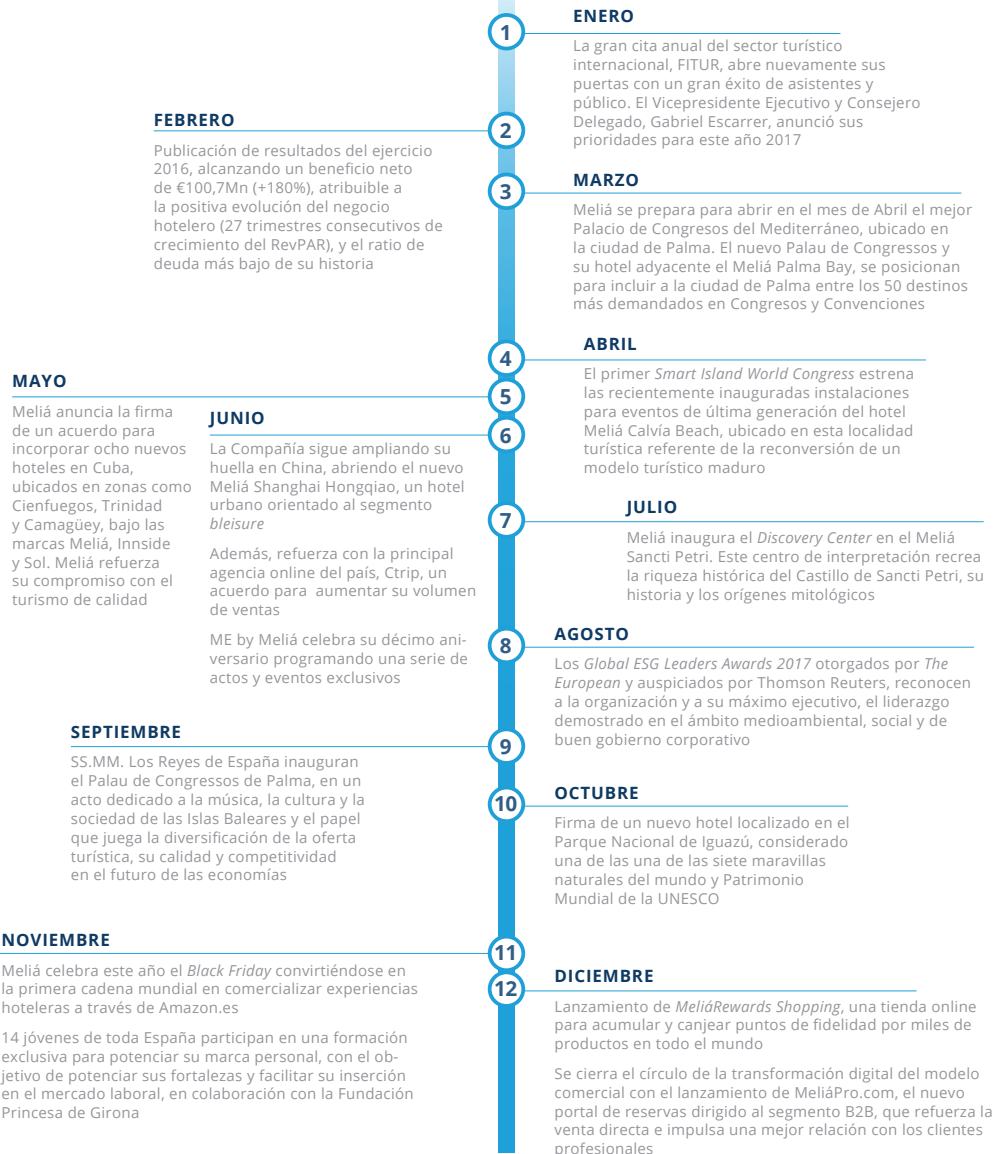 1
ENERO
La gran cita anual del sector turístico
internacional, FITUR, abre nuevamente sus
puertas con un gran éxito de asistentes y
público. El Vicepresidente Ejecutivo y Consejero
Delegado, Gabriel Escarrer, anunció sus
prioridades para este año 2017
2
FEBRERO
Publicación de resultados del ejercicio
2016, alcanzando un beneficio neto
de €100,7Mn (+180%), atribuible a
la positiva evolución del negocio
hotelero (27 trimestres consecutivos de
crecimiento del RevPAR), y el ratio de
deuda más bajo de su historia
3
MARZO
Meliá se prepara para abrir en el mes de Abril el mejor
Palacio de Congresos del Mediterráneo, ubicado en
la ciudad de Palma. El nuevo Palau de Congressos y
su hotel adyacente el Meliá Palma Bay, se posicionan
para incluir a la ciudad de Palma entre los 50 destinos
más demandados en Congresos y Convenciones
4
ABRIL
El primer Smart Island World Congress estrena
las recientemente inauguradas instalaciones
para eventos de última generación del hotel
Meliá Calvía Beach, ubicado en esta localidad
turística referente de la reconversión de un
modelo turístico maduro
5
MAYO
Meliá anuncia la firma
de un acuerdo para
incorporar ocho nuevos
hoteles en Cuba,
ubicados en zonas como
Cienfuegos, Trinidad
y Camagüey, bajo las
marcas Meliá, Innside
y Sol. Meliá refuerza
su compromiso con el
turismo de calidad
6
JUNIO
La Compañía sigue ampliando su
huella en China, abriendo el nuevo
Meliá Shanghai Hongqiao, un hotel
urbano orientado al segmento
bleisure
Además, refuerza con la principal
agencia online del país, Ctrip, un
acuerdo para aumentar su volumen
de ventas
ME by Meliá celebra su décimo ani-
versario programando una serie de
actos y eventos exclusivos
7
JULIO
Meliá inaugura el Discovery Center en el Meliá
Sancti Petri. Este centro de interpretación recrea
la riqueza histórica del Castillo de Sancti Petri, su
historia y los orígenes mitológicos
8
AGOSTO
Los Global ESG Leaders Awards 2017 otorgados por The
European y auspiciados por Thomson Reuters, reconocen
a la organización y a su máximo ejecutivo, el liderazgo
demostrado en el ámbito medioambiental, social y de
buen gobierno corporativo
9
SEPTIEMBRE
SS.MM. Los Reyes de España inauguran
el Palau de Congressos de Palma, en un
acto dedicado a la música, la cultura y la
sociedad de las Islas Baleares y el papel
que juega la diversificación de la oferta
turística, su calidad y competitividad
en el futuro de las economías
10
OCTUBRE
Firma de un nuevo hotel localizado en el
Parque Nacional de Iguazú, considerado
una de las una de las siete maravillas
naturales del mundo y Patrimonio
Mundial de la UNESCO
11
NOVIEMBRE
Meliá celebra este año el Black Friday convirtiéndose en
la primera cadena mundial en comercializar experiencias
hoteleras a través de Amazon.es
14 jóvenes de toda España participan en una formación
exclusiva para potenciar su marca personal, con el ob-
jetivo de potenciar sus fortalezas y facilitar su inserción
en el mercado laboral, en colaboración con la Fundación
Princesa de Girona
12
DICIEMBRE
Lanzamiento de MeliáRewards Shopping, una tienda online
para acumular y canjear puntos de fidelidad por miles de
productos en todo el mundo
Se cierra el círculo de la transformación digital del modelo
comercial con el lanzamiento de MeliáPro.com, el nuevo
portal de reservas dirigido al segmento B2B, que refuerza la
venta directa e impulsa una mejor relación con los clientes
profesionales